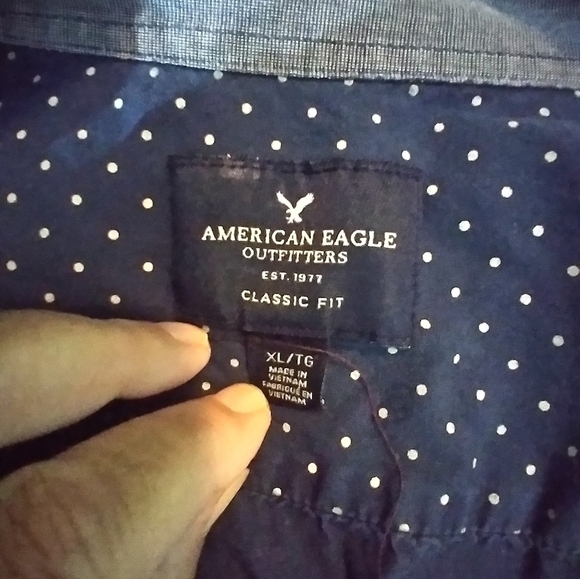 AMERICAN EAGLE
OUTFITTERS
EST. 1977
CLASSIC FIT
XL/TG
MADE IN
VIETNAM
FABRIQUÉ EN
VIETNAM